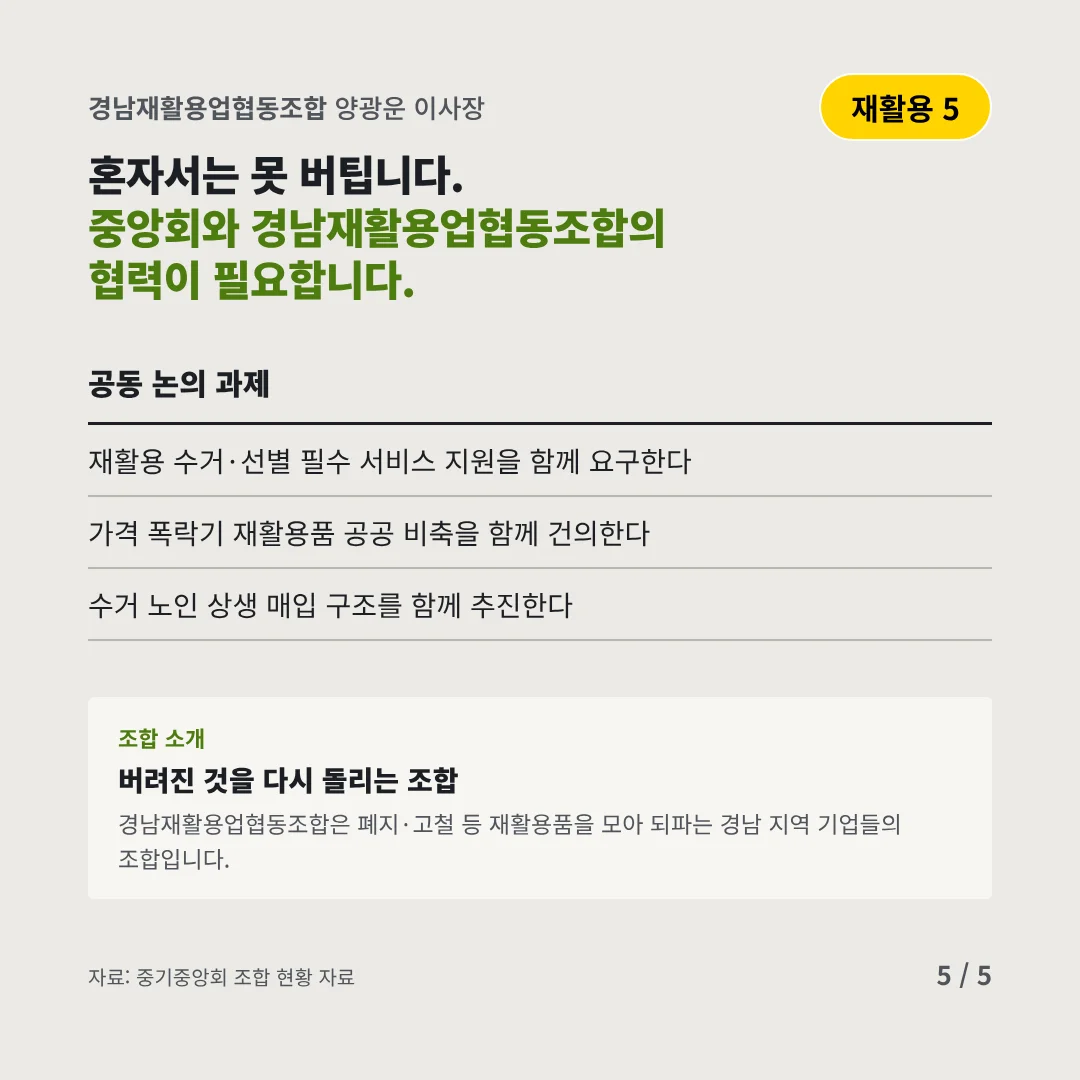 경남재활용업협동조합 양광운 이사장
재활용 5
혼자서는 못 버팁니다.
중앙회와 경남재활용업협동조합의
협력이 필요합니다.
공동 논의 과제
재활용 수거·선별 필수 서비스 지원을 함께 요구한다
가격 폭락기 재활용품 공공 비축을 함께 건의한다
수거 노인 상생 매입 구조를 함께 추진한다
조합 소개
버려진 것을 다시 돌리는 조합
경남재활용업협동조합은 폐지·고철 등 재활용품을 모아 되파는 경남 지역 기업들의
조합입니다.
자료: 중기중앙회 조합 현황 자료
5 / 5